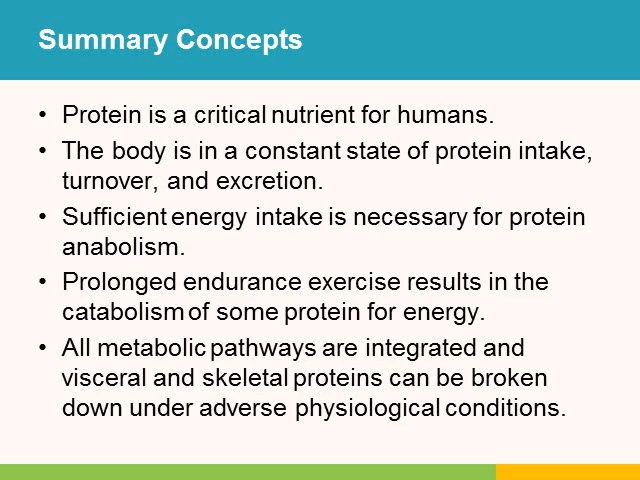 Summary Concepts
• Protein is a critical nutrient for humans.
• The body is in a constant state of protein intake,
turnover, and excretion.
• Sufficient energy intake is necessary for protein
anabolism.
• Prolonged endurance exercise results in the
catabolism of some protein for energy.
• All metabolic pathways are integrated and
visceral and skeletal proteins can be broken
down under adverse physiological conditions.